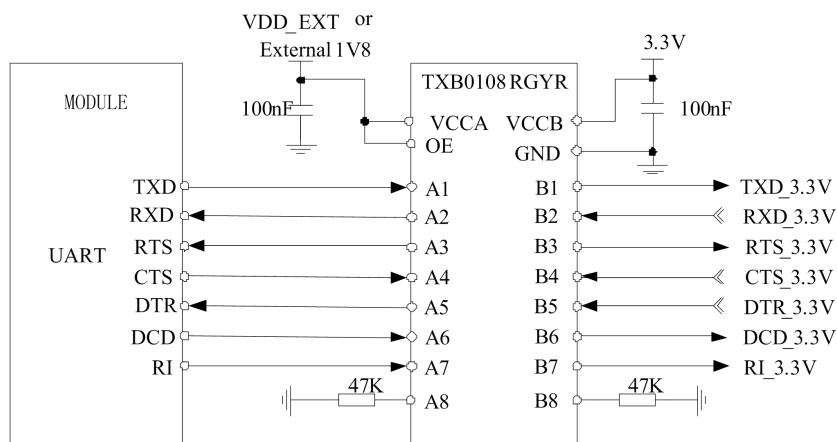 VDD_EXT or
External 1V8
3.3V
MODULE
TXB0108 RGYR
100nF
100nF
VCCA VCCB
OE
GND
TXD A1 B1 TXD_3.3V
RXD A2 B2 RXD_3.3V
RTS A3 B3 RTS_3.3V
UART
CTS A4 B4 CTS_3.3V
DTR A5 B5 DTR_3.3V
DCD A6 B6 DCD_3.3V
RI A7 B7 RI_3.3V
47K A8 B8 47K